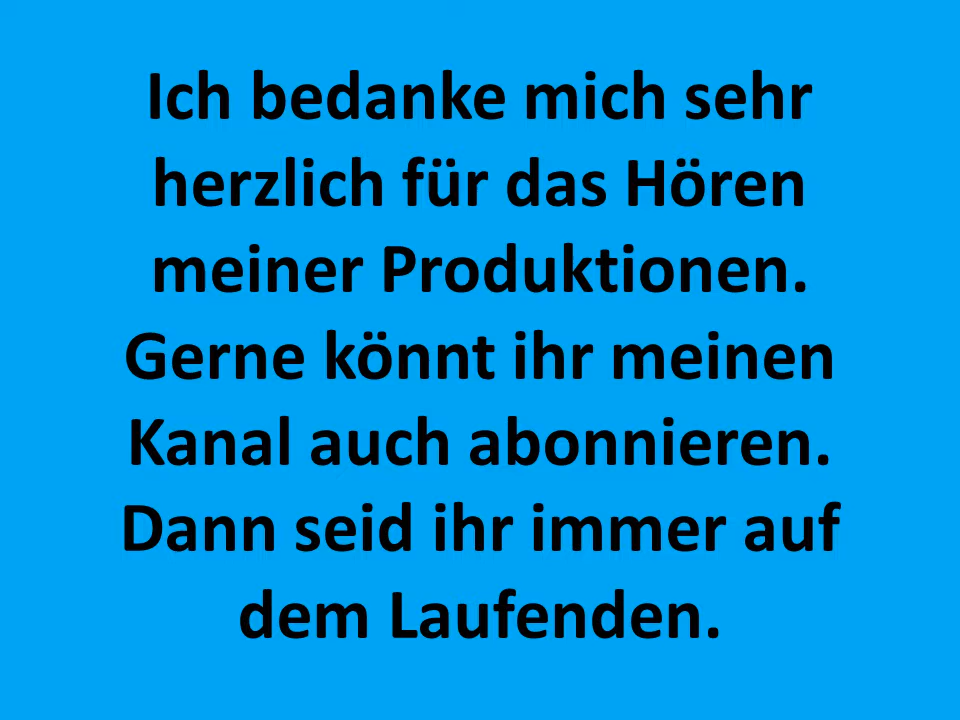 Ich bedanke mich sehr
herzlich für das Hören
meiner Produktionen.
Gerne könnt ihr meinen
Kanal auch abonnieren.
Dann seid ihr immer auf
dem Laufenden.